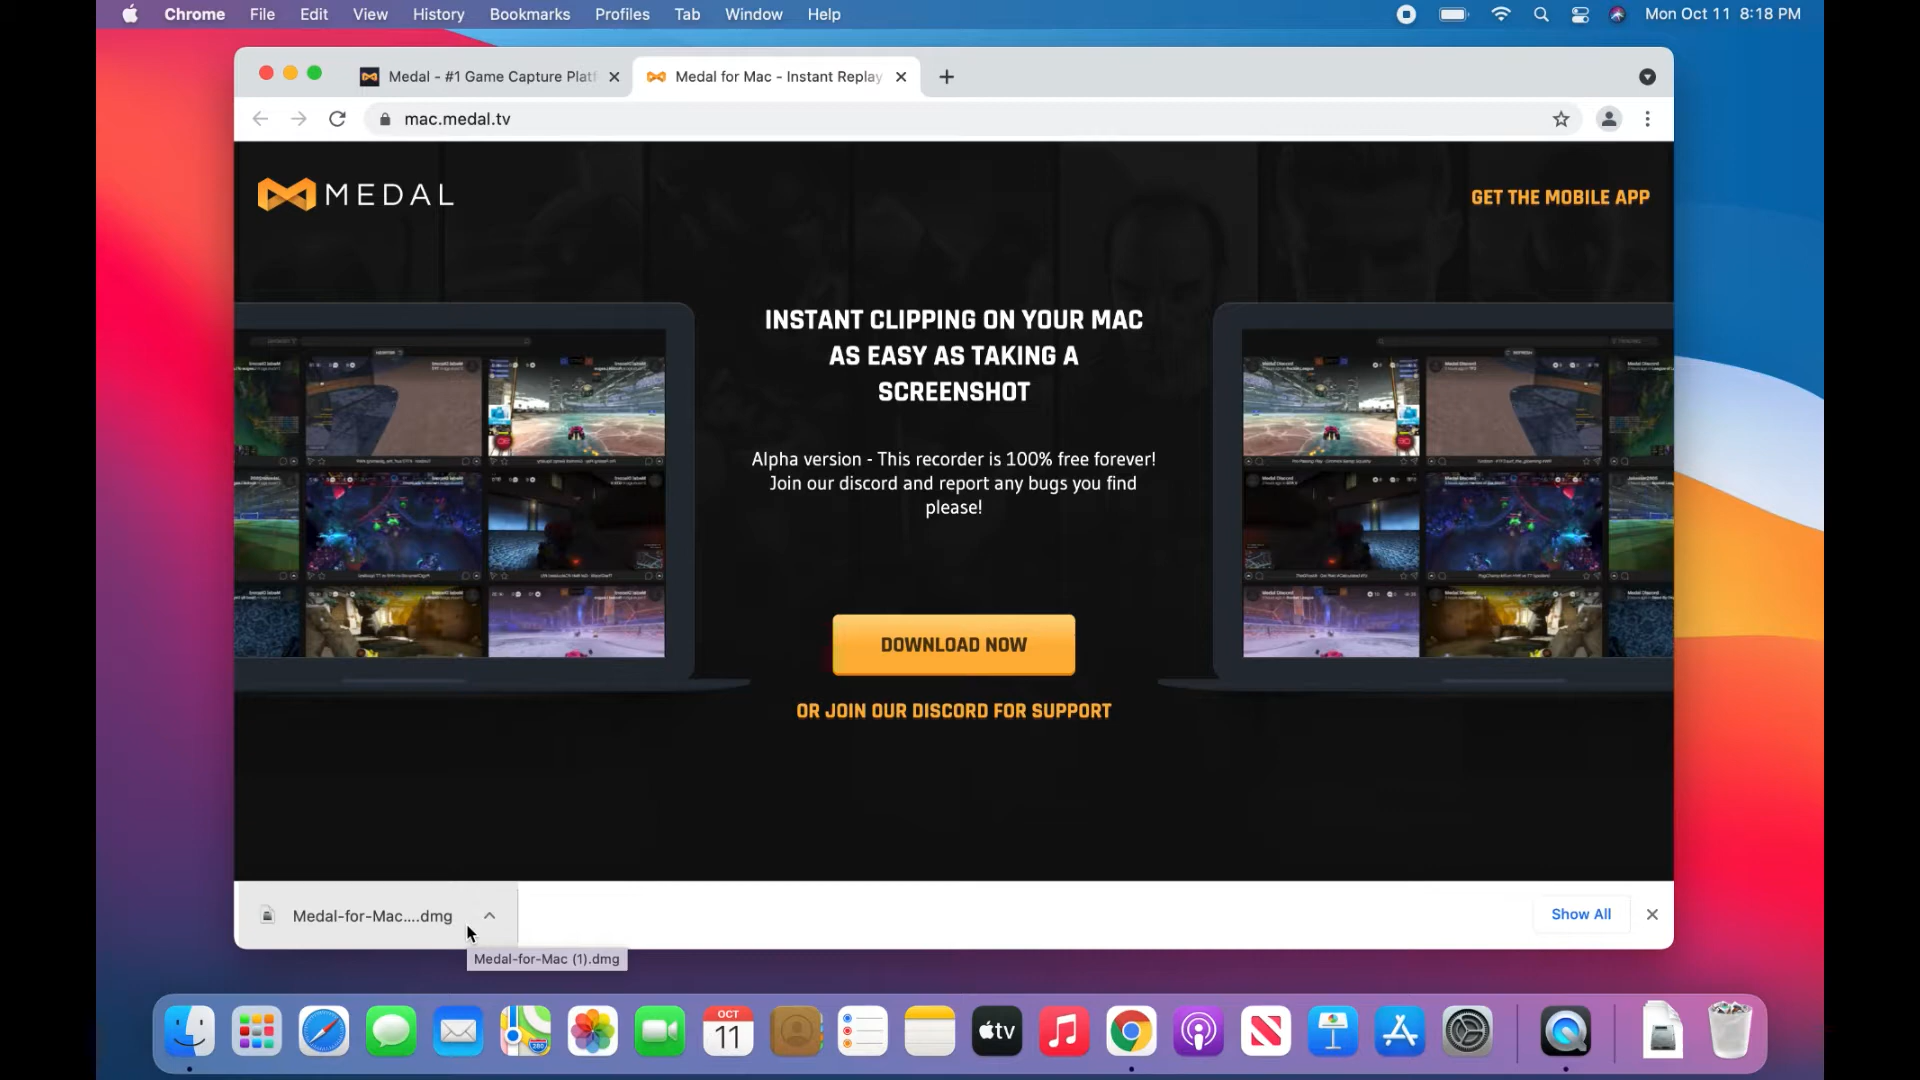 Chrome File Edit View History Bookmarks Profiles Tab Window Help Mon Oct 11 8:18 PM
Medal - #1 Game Capture Platf Medal for Mac - Instant Replay
mac.medal.tv
MEDAL
GET THE MOBILE APP
INSTANT CLIPPING ON YOUR MAC
AS EASY AS TAKING A
SCREENSHOT
Alpha version - This recorder is 100% free forever!
Join our discord and report any bugs you find
please!
DOWNLOAD NOW
OR JOIN OUR DISCORD FOR SUPPORT
Medal-for-Mac....dmg
Show All
Medal-for-Mac (1).dmg
OCT
11
tv